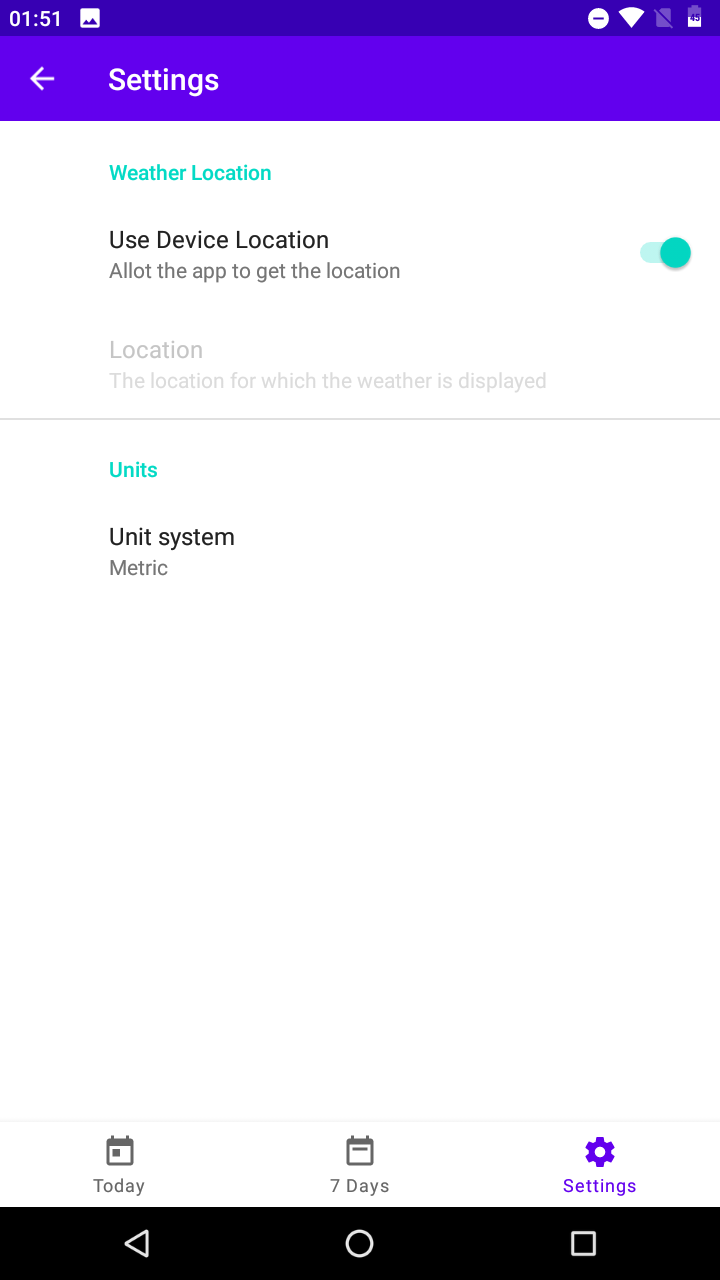 01:51
45
Settings
Weather Location
Use Device Location
Allot the app to get the location
Location
The location for which the weather is displayed
Units
Unit system
Metric
Today
7 Days
Settings